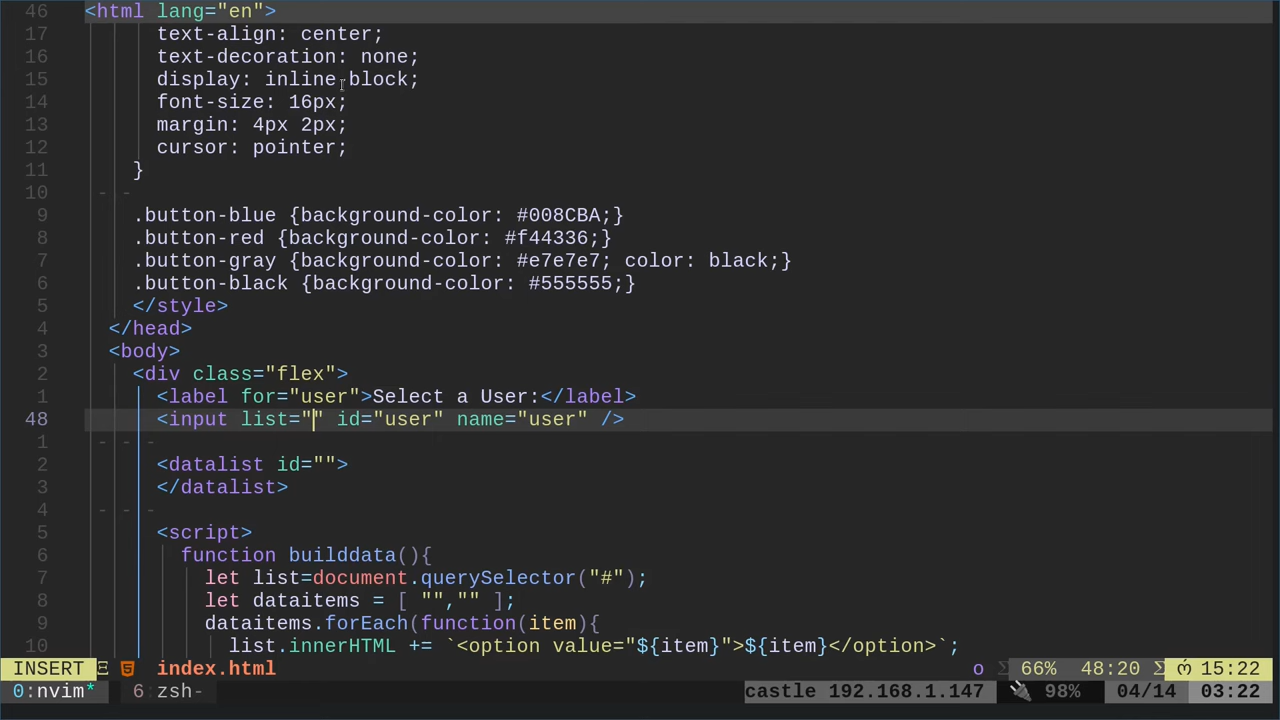 46 <html lang="en">
17 text-align: center;
16 text-decoration: none;
15 display: inline-block;
14 font-size: 16px;
13 margin: 4px 2px;
12 cursor: pointer;
11 }
10 - -
9 .button-blue {background-color: #008CBA;}
8 .button-red {background-color: #f44336;}
7 .button-gray {background-color: #e7e7e7; color: black;}
6 .button-black {background-color: #555555;}
5 </style>
4 </head>
3 <body>
2 <div class="flex">
1 <label for="user">Select a User:</label>
48 <input list="" id="user" name="user" />
1 - - -
2 <datalist id="">
3 </datalist>
4 - - -
5 <script>
6 function builddata(){
7 let list=document.querySelector("#");
8 let dataitems = [ "","" ];
9 dataitems.forEach(function(item){
10 list.innerHTML += `<option value="${item}">${item}</option>`;
INSERT index.html o 66% 48:20 15:22
0:nvim* 6:zsh- castle 192.168.1.147 98% 04/14 03:22